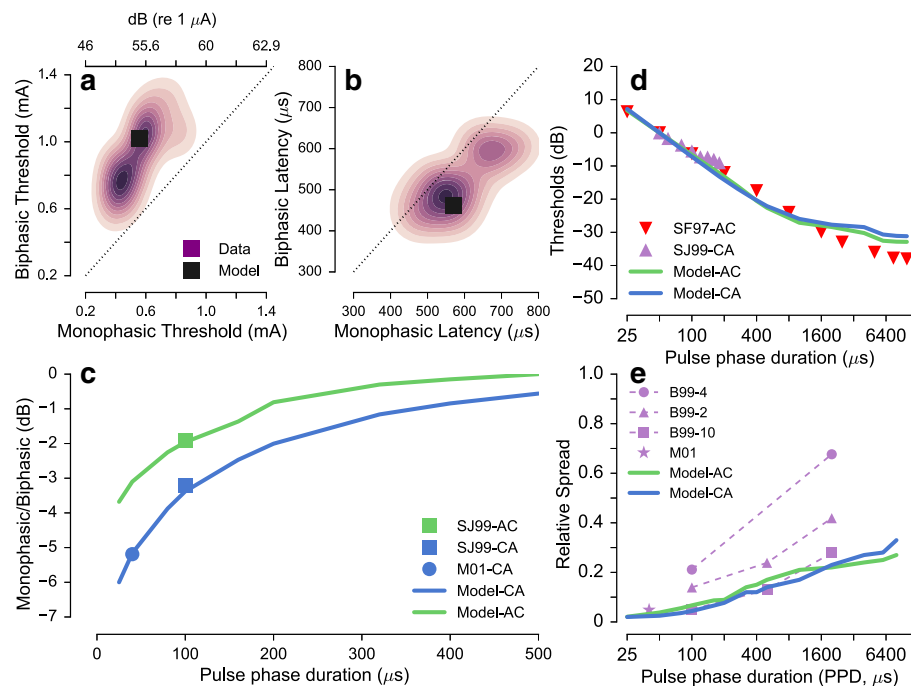 dB (re 1 μA)
46 55.6 60 62.9
a
Biphasic Threshold (mA)
1.4
1.0
0.6
0.2
Data
Model
0.2 0.6 1.0 1.4
Monophasic Threshold (mA)
b
Biphasic Latency (μs)
800
700
600
500
400
300
300 400 500 600 700 800
Monophasic Latency (μs)
d
Thresholds (dB)
20
10
0
−10
−20
−30
−40
−50
SF97-AC
SJ99-CA
Model-AC
Model-CA
25 100 400 1600 6400
Pulse phase duration (μs)
c
Monophasic/Biphasic (dB)
0
−1
−2
−3
−4
−5
−6
−7
SJ99-AC
SJ99-CA
M01-CA
Model-CA
Model-AC
0 100 200 300 400 500
Pulse phase duration (μs)
e
Relative Spread
1.0
0.8
0.6
0.4
0.2
0
B99-4
B99-2
B99-10
M01
Model-AC
Model-CA
25 100 400 1600 6400
Pulse phase duration (PPD, μs)